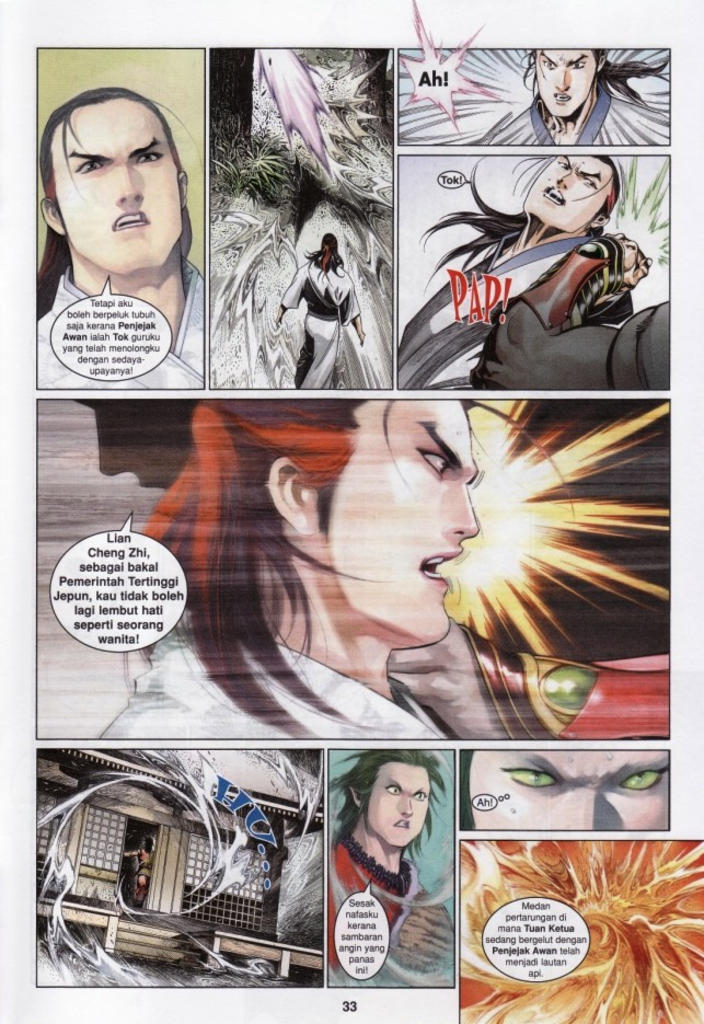 Tetapi aku
boleh berpeluk tubuh
saja kerana Penjejak
Awan ialah Tok guruku
yang telah menolongku
dengan sedaya-
upayanya!
Ah!
Tok!
PAP!
Lian
Cheng Zhi,
sebagai bakal
Pemerintah Tertinggi
Jepun, kau tidak boleh
lagi lembut hati
seperti seorang
wanita!
HU...
Sesak
nafasku
kerana
sambaran
angin yang
panas
ini!
Ah!
Medan
pertarungan di
mana Tuan Ketua
sedang bergelut dengan
Penjejak Awan telah
menjadi lautan
api.
33